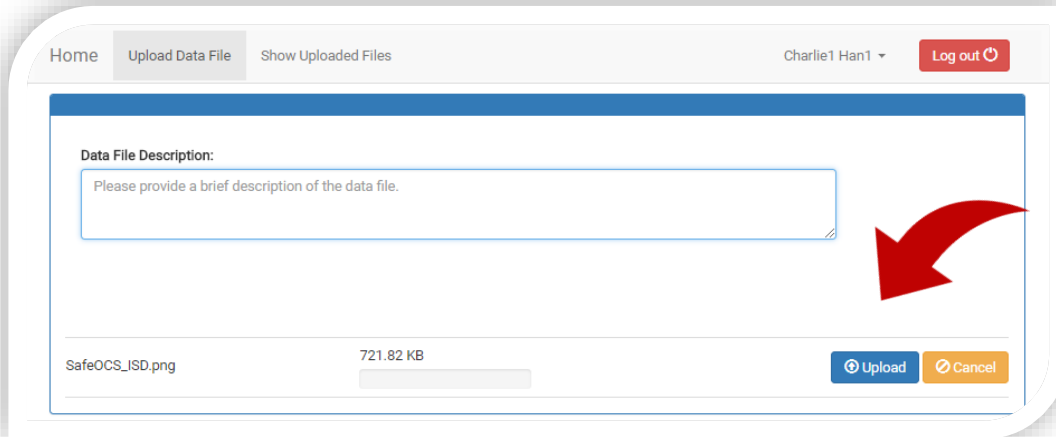 Home Upload Data File Show Uploaded Files Charlie1 Han1 Log out
Data File Description:
Please provide a brief description of the data file.
SafeOCS_ISD.png 721.82 KB Upload Cancel